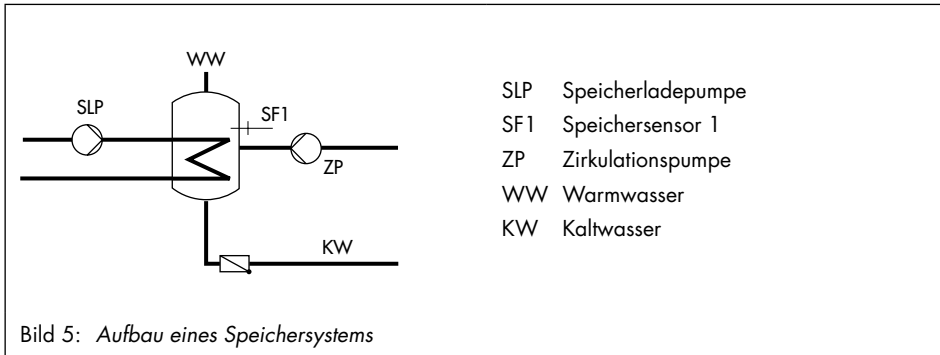 WW
SLP
SF1
ZP
KW
SLP Speicherladepumpe
SF1 Speichersensor 1
ZP Zirkulationspumpe
WW Warmwasser
KW Kaltwasser
Bild 5: Aufbau eines Speichersystems